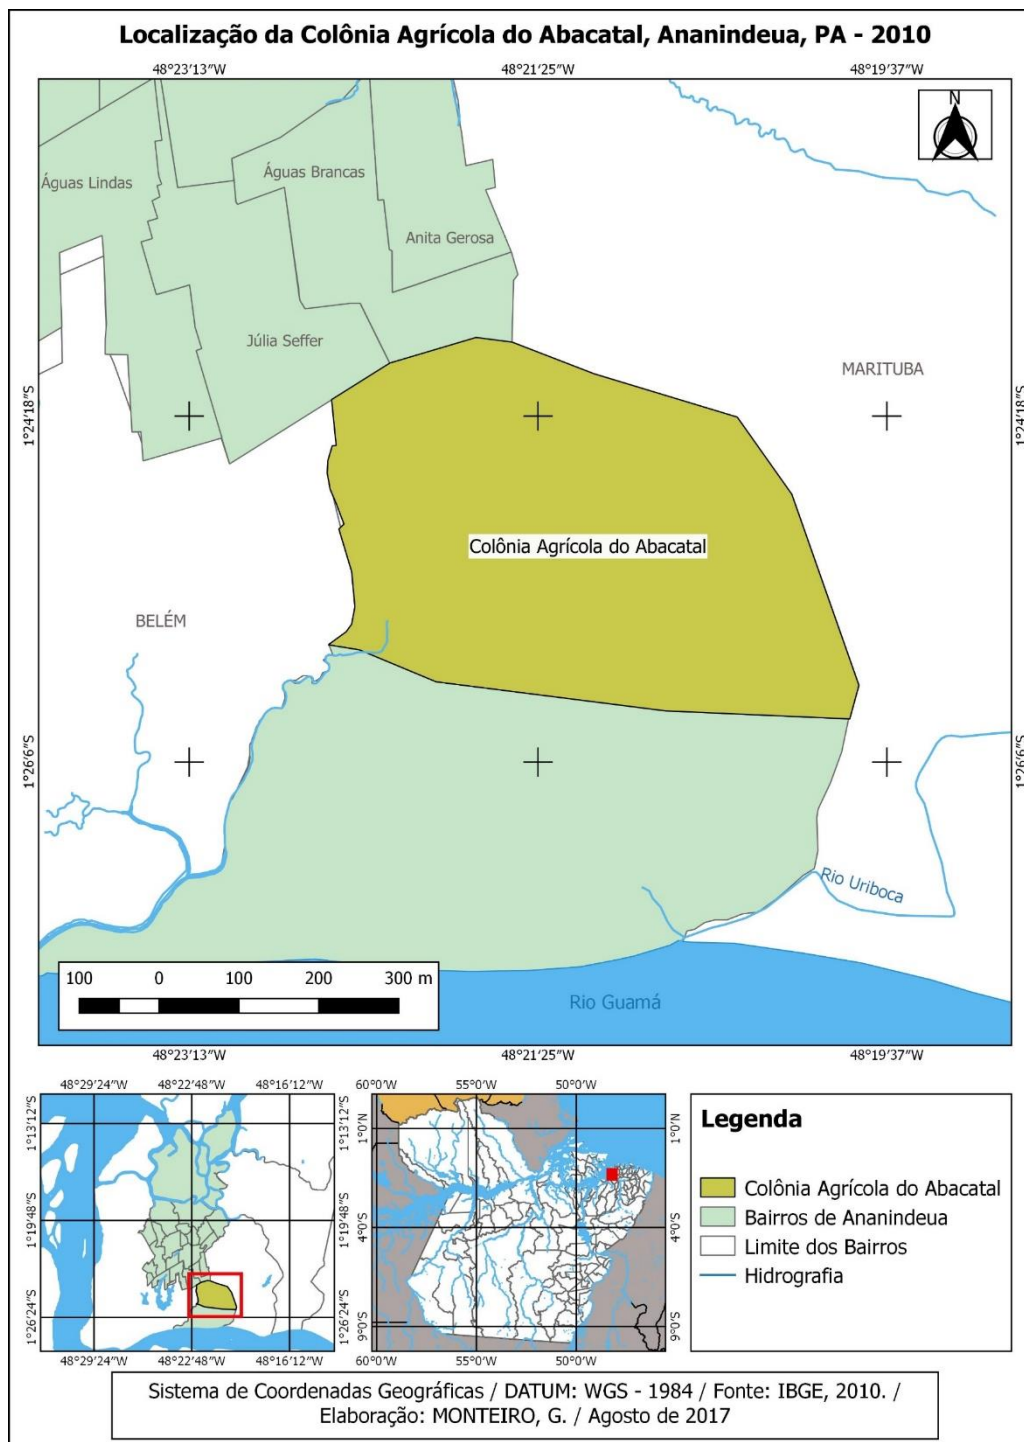 Localização da Colônia Agrícola do Abacatal, Ananindeua, PA - 2010
48°23'13"W 48°21'25"W 48°19'37"W
N
Águas Lindas
Águas Brancas
Anita Gerosa
Júlia Seffer
MARITUBA
1°24'18"S
1°24'18"S
Colônia Agrícola do Abacatal
BELÉM
1°26'6"S
1°26'6"S
Rio Uriboca
100 0 100 200 300 m
Rio Guamá
48°23'13"W 48°21'25"W 48°19'37"W
48°29'24"W 48°22'48"W 48°16'12"W
1°13'12"S
1°19'48"S
1°26'24"S
1°13'12"S
1°19'48"S
1°26'24"S
48°29'24"W 48°22'48"W 48°16'12"W
60°0'W 55°0'W 50°0'W
1°0'N
4°0'S
9°0'S
1°0'N
4°0'S
9°0'S
60°0'W 55°0'W 50°0'W
Legenda
Colônia Agrícola do Abacatal
Bairros de Ananindeua
Limite dos Bairros
Hidrografia
Sistema de Coordenadas Geográficas / DATUM: WGS - 1984 / Fonte: IBGE, 2010. /
Elaboração: MONTEIRO, G. / Agosto de 2017